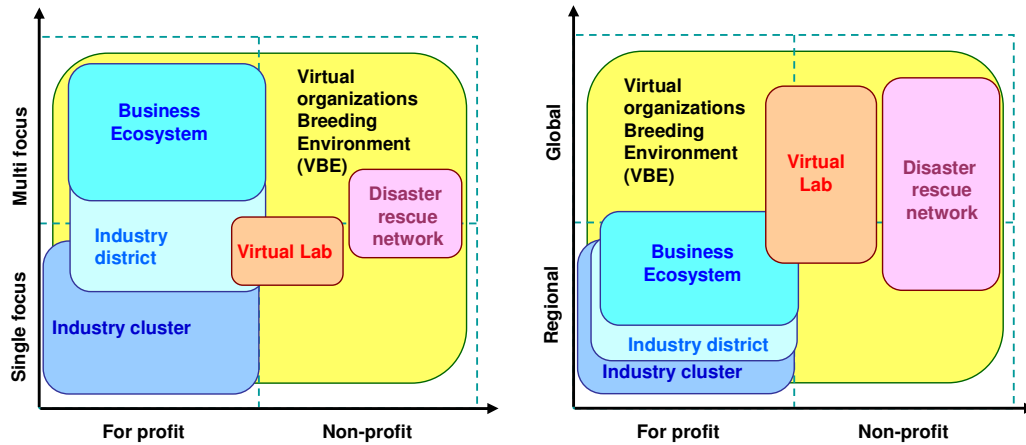 Multi focus
Single focus
Business
Ecosystem
Virtual
organizations
Breeding
Environment
(VBE)
Disaster
rescue
network
Industry
district
Virtual Lab
Industry cluster
For profit
Non-profit
Global
Regional
Virtual
organizations
Breeding
Environment
(VBE)
Virtual
Lab
Disaster
rescue
network
Business
Ecosystem
Industry district
Industry cluster
For profit
Non-profit